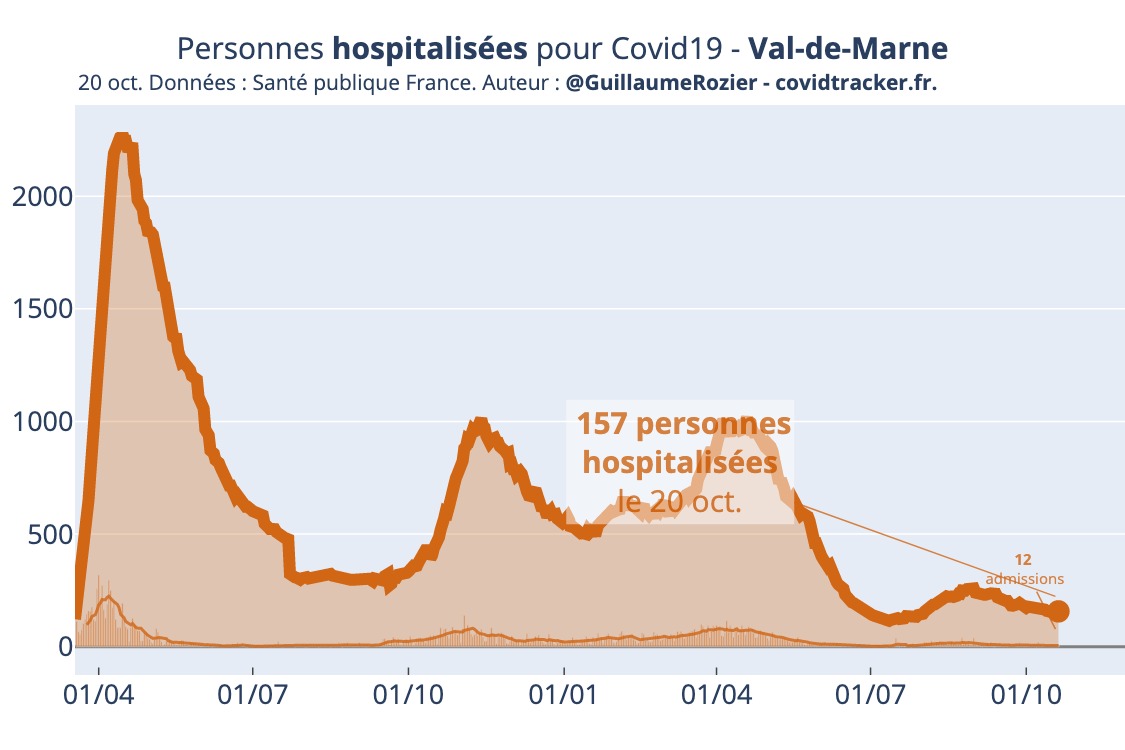 Personnes hospitalisées pour Covid19 - Val-de-Marne
20 oct. Données : Santé publique France. Auteur : @GuillaumeRozier - covidtracker.fr.
2000
1500
1000
500
0
157 personnes
hospitalisées
le 20 oct.
12
admissions
01/04 01/07 01/10 01/01 01/04 01/07 01/10